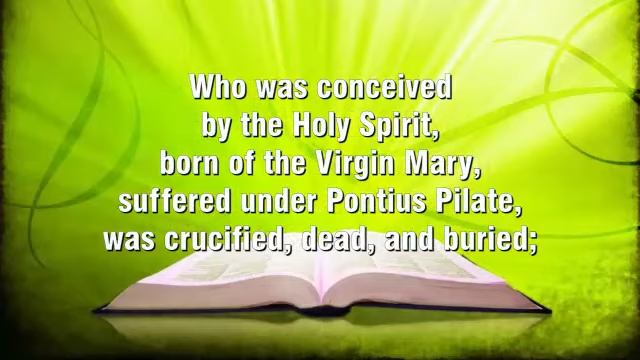 Who was conceived
by the Holy Spirit,
born of the Virgin Mary,
suffered under Pontius Pilate,
was crucified, dead, and buried;